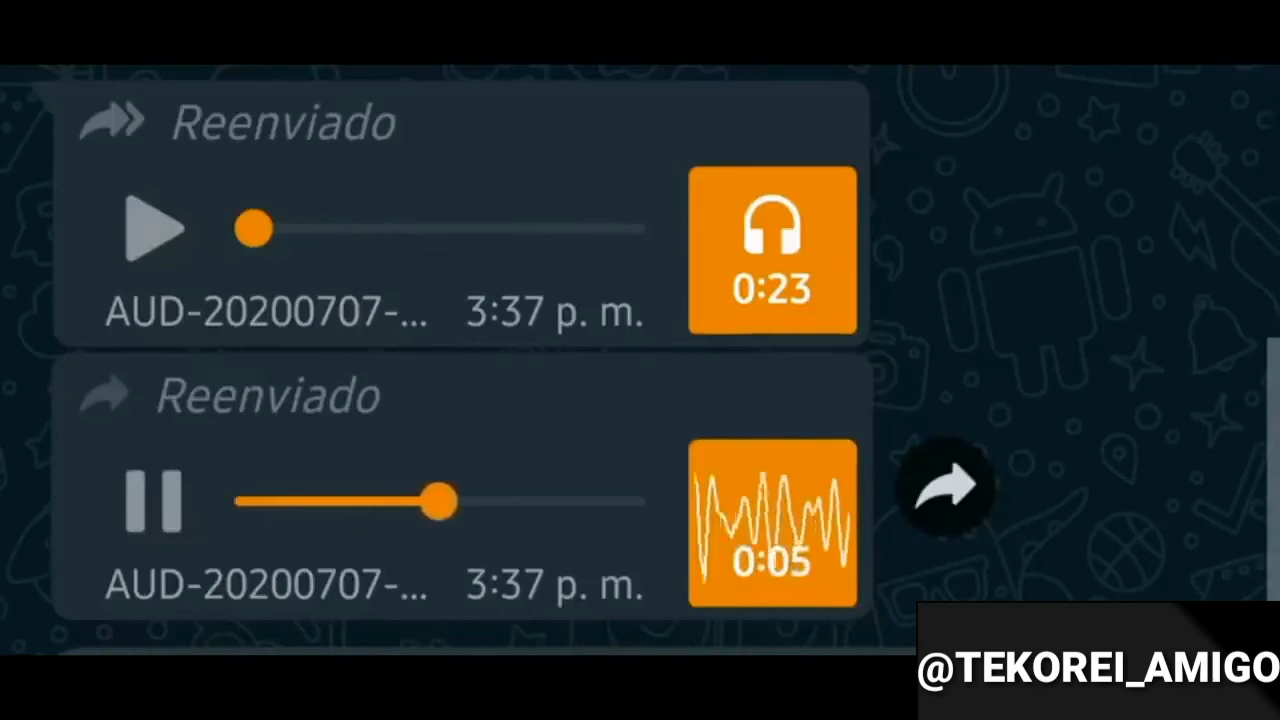 Reenviado
0:23
AUD-20200707-... 3:37 p. m.
Reenviado
0:05
AUD-20200707-... 3:37 p. m.
@TEKOREI_AMIGO